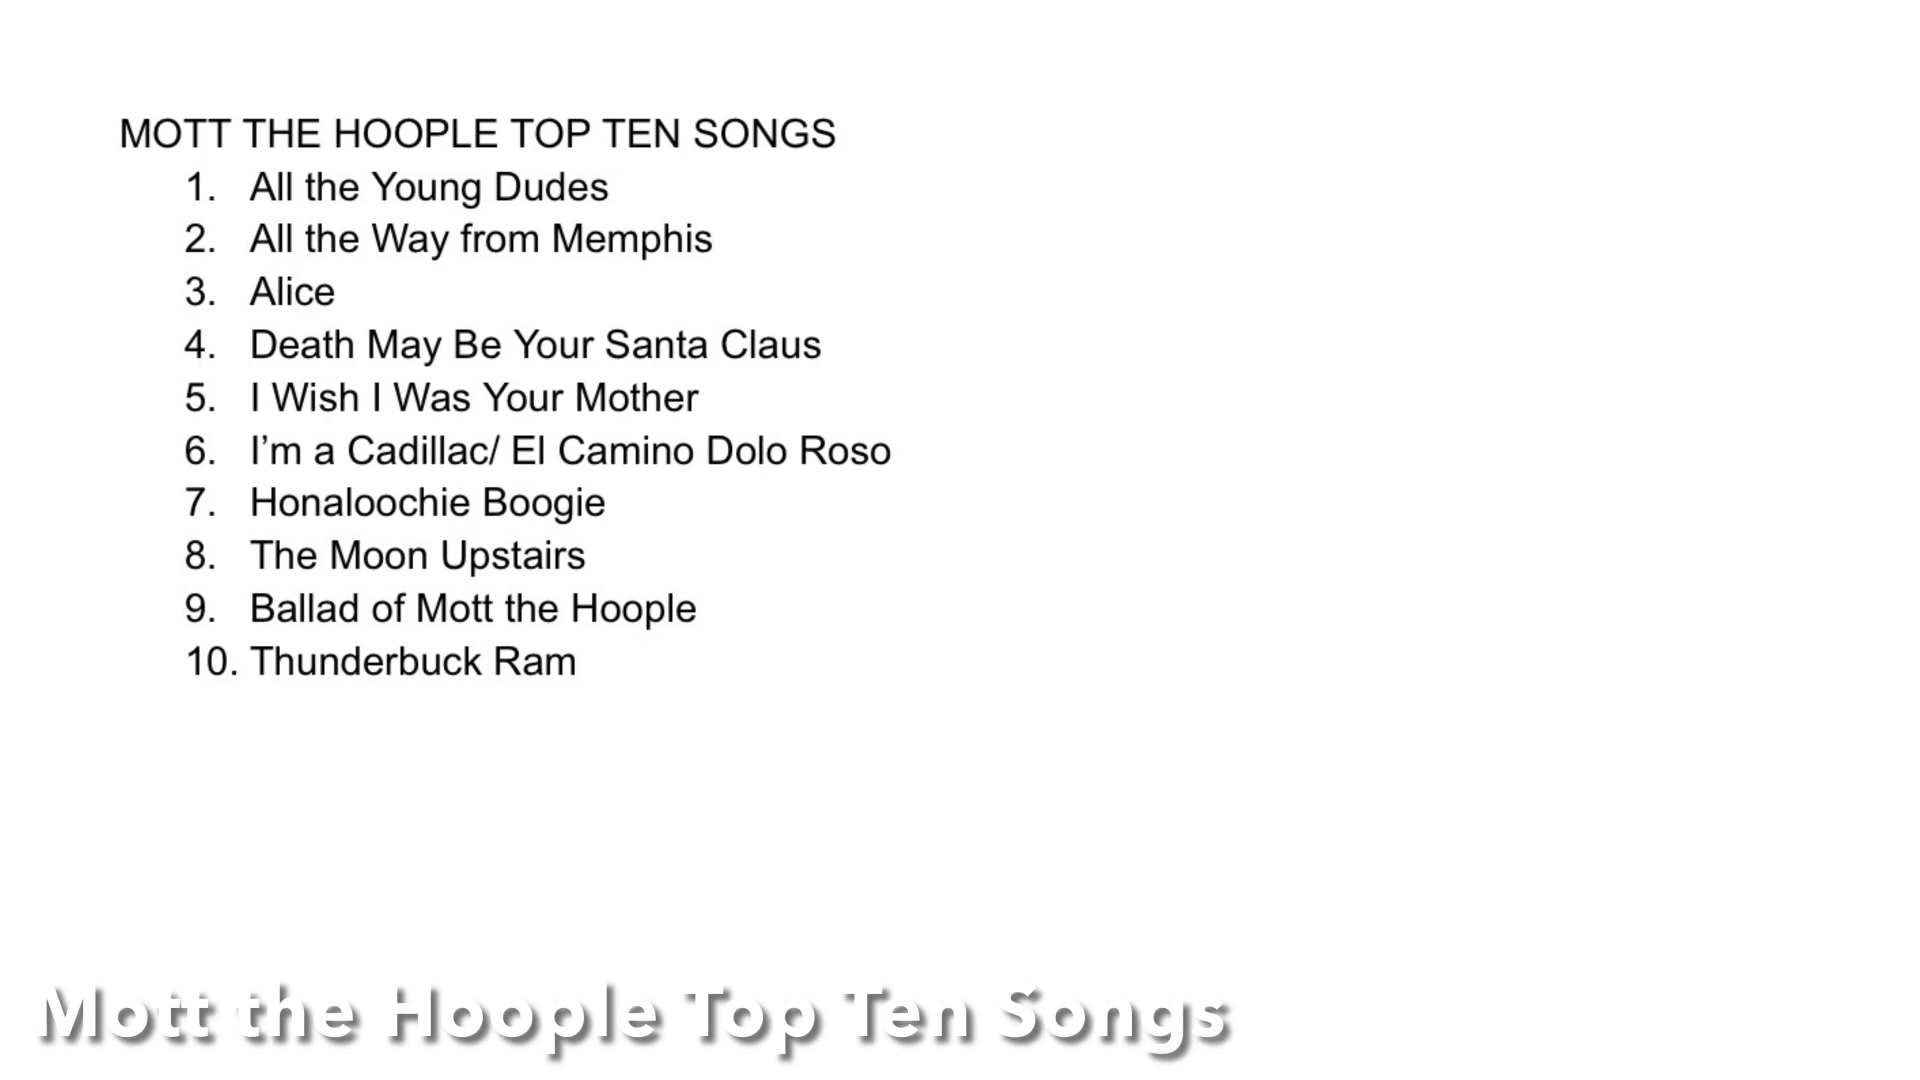 MOTT THE HOOPLE TOP TEN SONGS
1. All the Young Dudes
2. All the Way from Memphis
3. Alice
4. Death May Be Your Santa Claus
5. I Wish I Was Your Mother
6. I’m a Cadillac/ El Camino Dolo Roso
7. Honaloochie Boogie
8. The Moon Upstairs
9. Ballad of Mott the Hoople
10. Thunderbuck Ram
Mott the Hoople Top Ten Songs